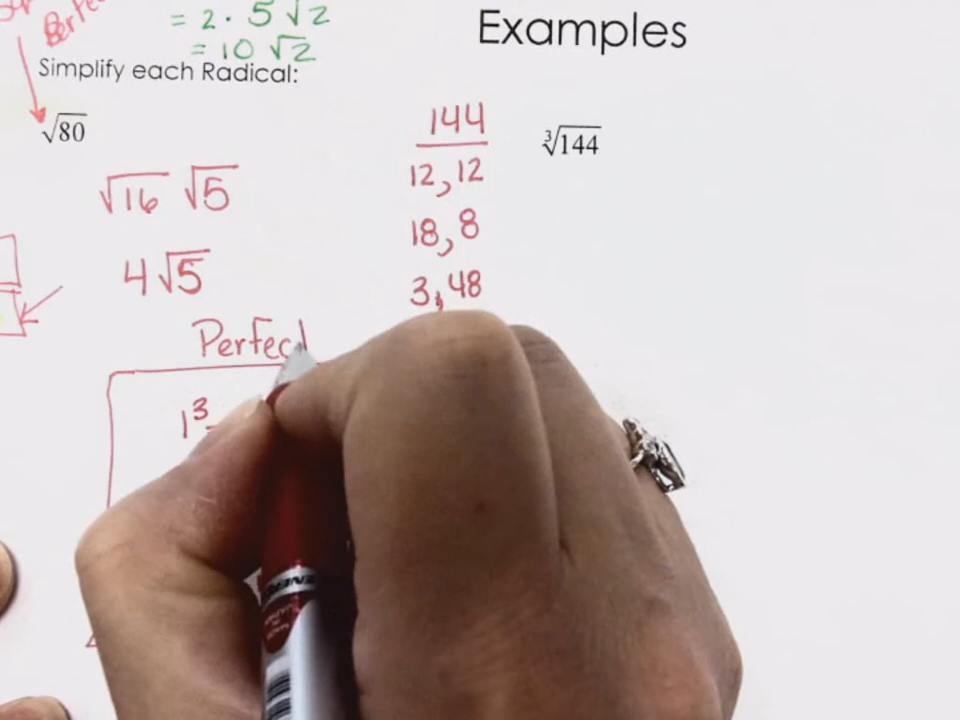 = 2 · 5√2
= 10√2
Examples
Simplify each Radical:
√80
√16 √5
4√5
144
12, 12
18, 8
3, 48
∛144
Perfect
1³